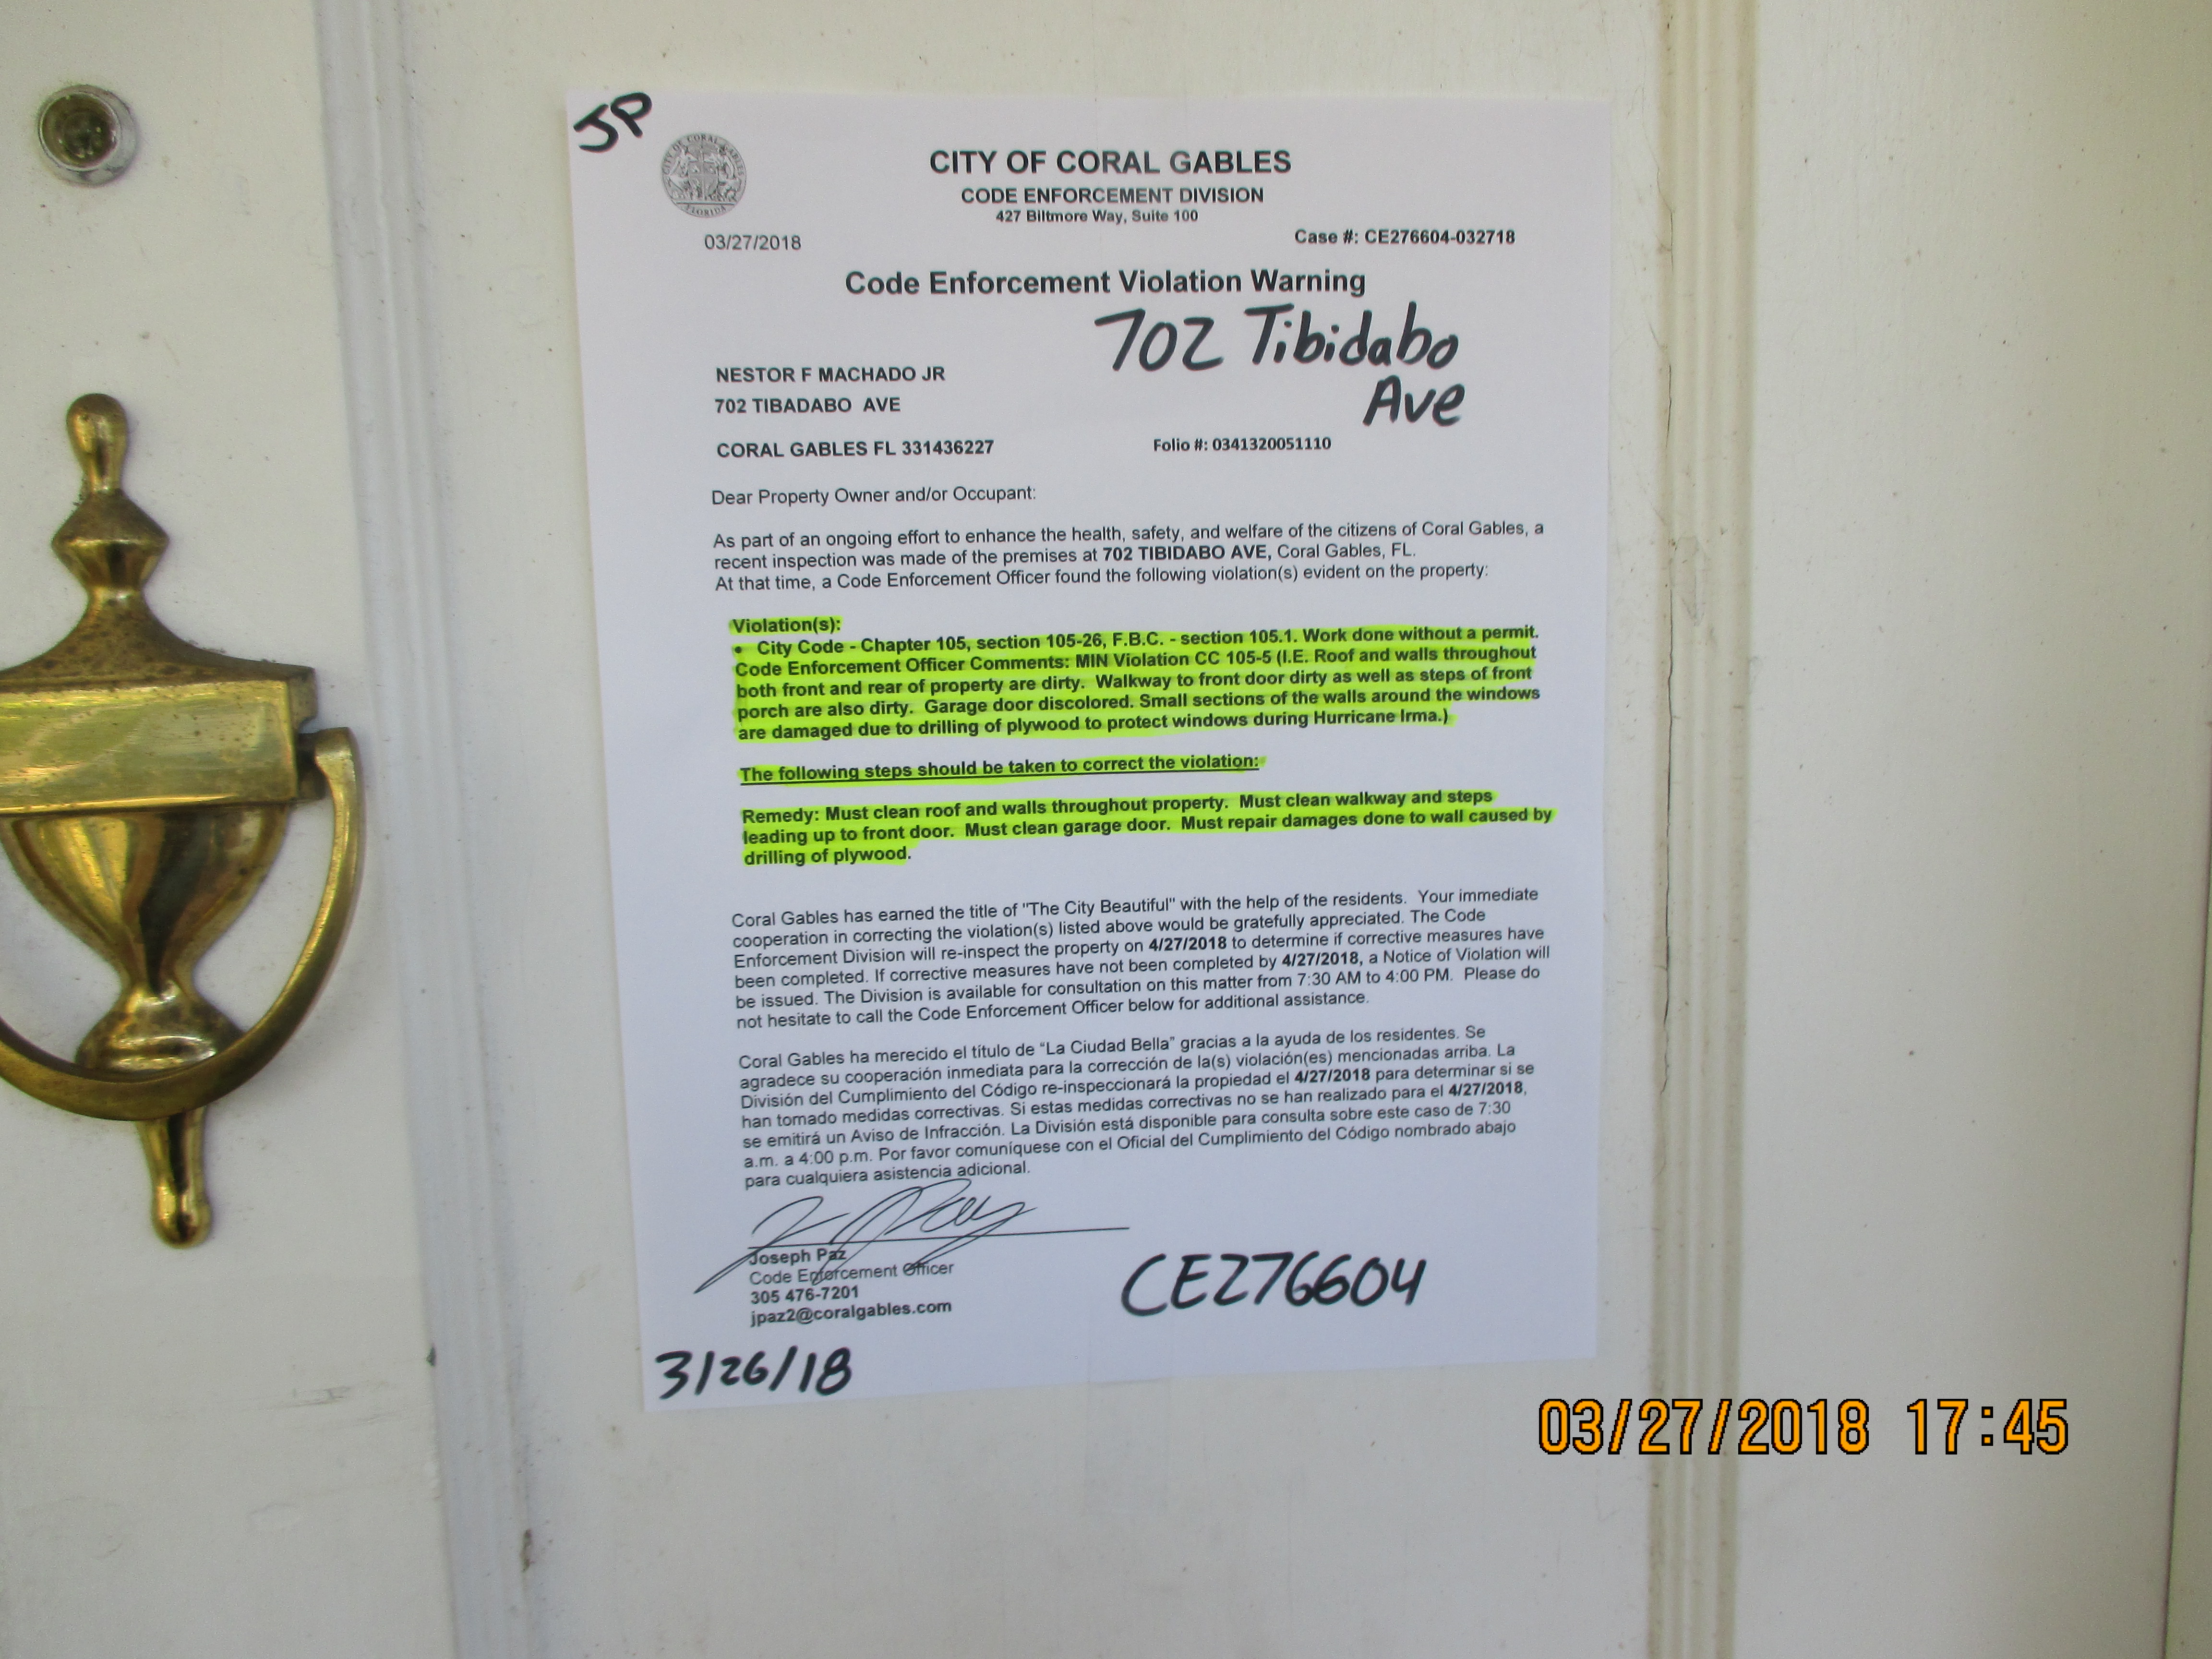 JP
CITY OF CORAL GABLES
CODE ENFORCEMENT DIVISION
427 Biltmore Way, Suite 100
03/27/2018
Case #: CE276604-032718
Code Enforcement Violation Warning
702 Tibidabo
Ave
NESTOR F MACHADO JR
702 TIBADABO AVE
CORAL GABLES FL 331436227
Folio #: 0341320051110
Dear Property Owner and/or Occupant:
As part of an ongoing effort to enhance the health, safety, and welfare of the citizens of Coral Gables, a
recent inspection was made of the premises at 702 TIBIDABO AVE, Coral Gables, FL.
At that time, a Code Enforcement Officer found the following violation(s) evident on the property:
Violation(s):
• City Code - Chapter 105, section 105-26, F.B.C. - section 105.1. Work done without a permit.
Code Enforcement Officer Comments: MIN Violation CC 105-5 (I.E. Roof and walls throughout
both front and rear of property are dirty. Walkway to front door dirty as well as steps of front
porch are also dirty. Garage door discolored. Small sections of the walls around the windows
are damaged due to drilling of plywood to protect windows during Hurricane Irma.)
The following steps should be taken to correct the violation:
Remedy: Must clean roof and walls throughout property. Must clean walkway and steps
leading up to front door. Must clean garage door. Must repair damages done to wall caused by
drilling of plywood.
Coral Gables has earned the title of "The City Beautiful" with the help of the residents. Your immediate
cooperation in correcting the violation(s) listed above would be gratefully appreciated. The Code
Enforcement Division will re-inspect the property on 4/27/2018 to determine if corrective measures have
been completed. If corrective measures have not been completed by 4/27/2018, a Notice of Violation will
be issued. The Division is available for consultation on this matter from 7:30 AM to 4:00 PM. Please do
not hesitate to call the Code Enforcement Officer below for additional assistance.
Coral Gables ha merecido el título de “La Ciudad Bella” gracias a la ayuda de los residentes. Se
agradece su cooperación inmediata para la corrección de la(s) violación(es) mencionadas arriba. La
División del Cumplimiento del Código re-inspeccionará la propiedad el 4/27/2018 para determinar si se
han tomado medidas correctivas. Si estas medidas correctivas no se han realizado para el 4/27/2018,
se emitirá un Aviso de Infracción. La División está disponible para consulta sobre este caso de 7:30
a.m. a 4:00 p.m. Por favor comuníquese con el Oficial del Cumplimiento del Código nombrado abajo
para cualquiera asistencia adicional.
Joseph Paz
Code Enforcement Officer
305 476-7201
jpaz2@coralgables.com
CE276604
3/26/18
03/27/2018 17:45